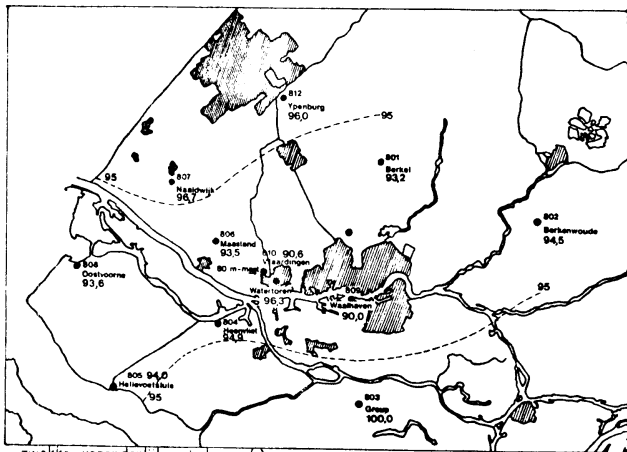 812
Ypenburg
96,0
95
801
Berkel
93,2
95
807
Naaldwijk
96,7
802
Berkenwoude
94,5
806
Maasland
93,5
810
90,6
Vlaardingen
80 m-mast
808
Oostvoorne
93,6
Watertoren
96,3
809
Waalhaven
90,0
95
804
Heenvliet
94,9
805
94,0
Hellevoetsluis
95
803
Groep
100,0